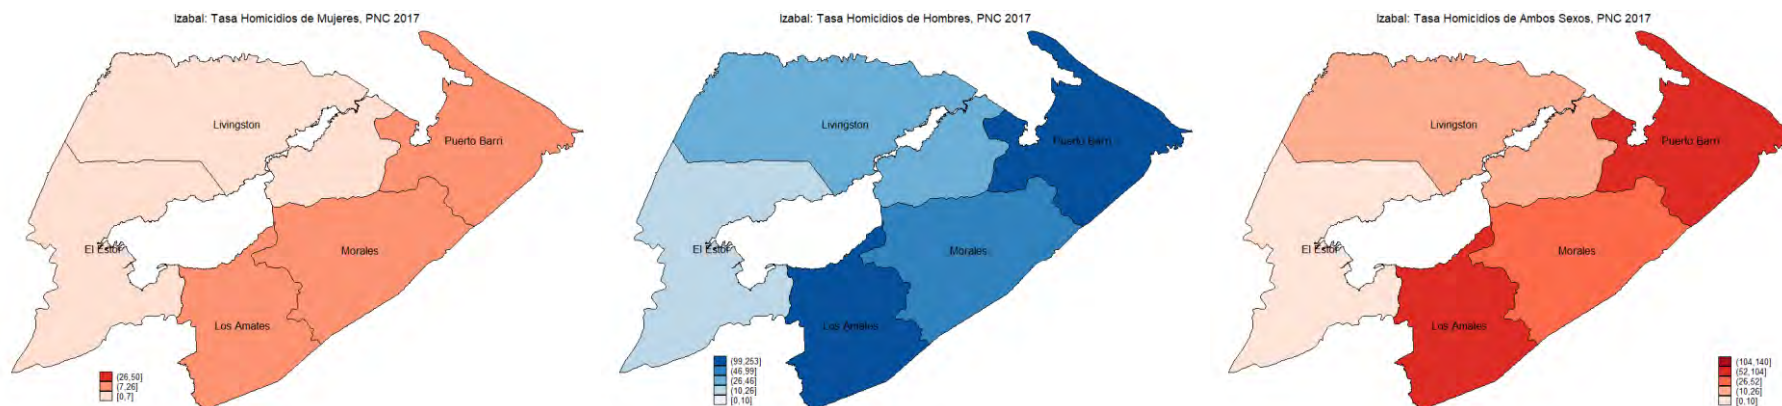 Izabal: Tasa Homicidios de Mujeres, PNC 2017
Livingston
Puerto Barri
El Estor
Morales
Los Amates
(26,50]
(7,26]
[0,7]
Izabal: Tasa Homicidios de Hombres, PNC 2017
Livingston
Puerto Barri
El Estor
Morales
Los Amates
(99,253]
(46,99]
(26,46]
(10,26]
[0,10]
Izabal: Tasa Homicidios de Ambos Sexos, PNC 2017
Livingston
Puerto Barri
El Estor
Morales
Los Amates
(104,140]
(52,104]
(26,52]
(10,26]
[0,10]